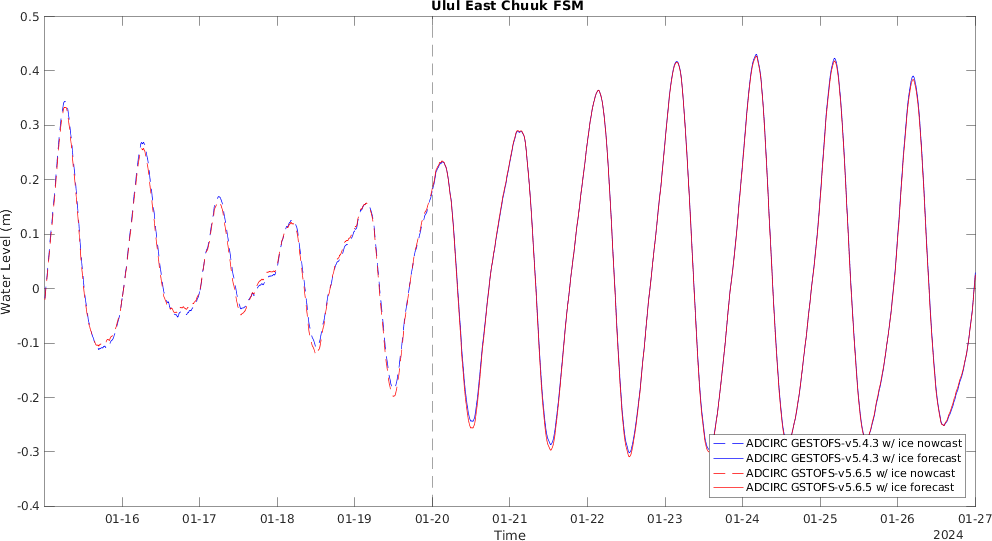 Ulul East Chuuk FSM
0.5
0.4
0.3
0.2
0.1
0
-0.1
-0.2
-0.3
-0.4
Water Level (m)
ADCIRC GESTOFS-v5.4.3 w/ ice nowcast
ADCIRC GESTOFS-v5.4.3 w/ ice forecast
ADCIRC GSTOFS-v5.6.5 w/ ice nowcast
ADCIRC GSTOFS-v5.6.5 w/ ice forecast
01-16 01-17 01-18 01-19 01-20 01-21 01-22 01-23 01-24 01-25 01-26 01-27
Time
2024